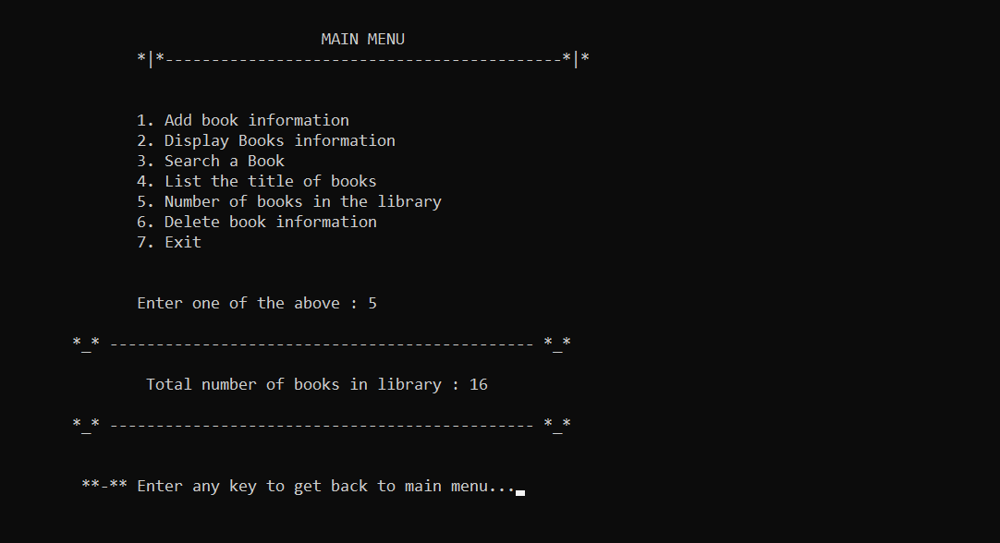 MAIN MENU
*|*-------------------------------------------*|*
1. Add book information
2. Display Books information
3. Search a Book
4. List the title of books
5. Number of books in the library
6. Delete book information
7. Exit
Enter one of the above : 5
*_* ---------------------------------------------- *_*
Total number of books in library : 16
*_* ---------------------------------------------- *_*
**-** Enter any key to get back to main menu...